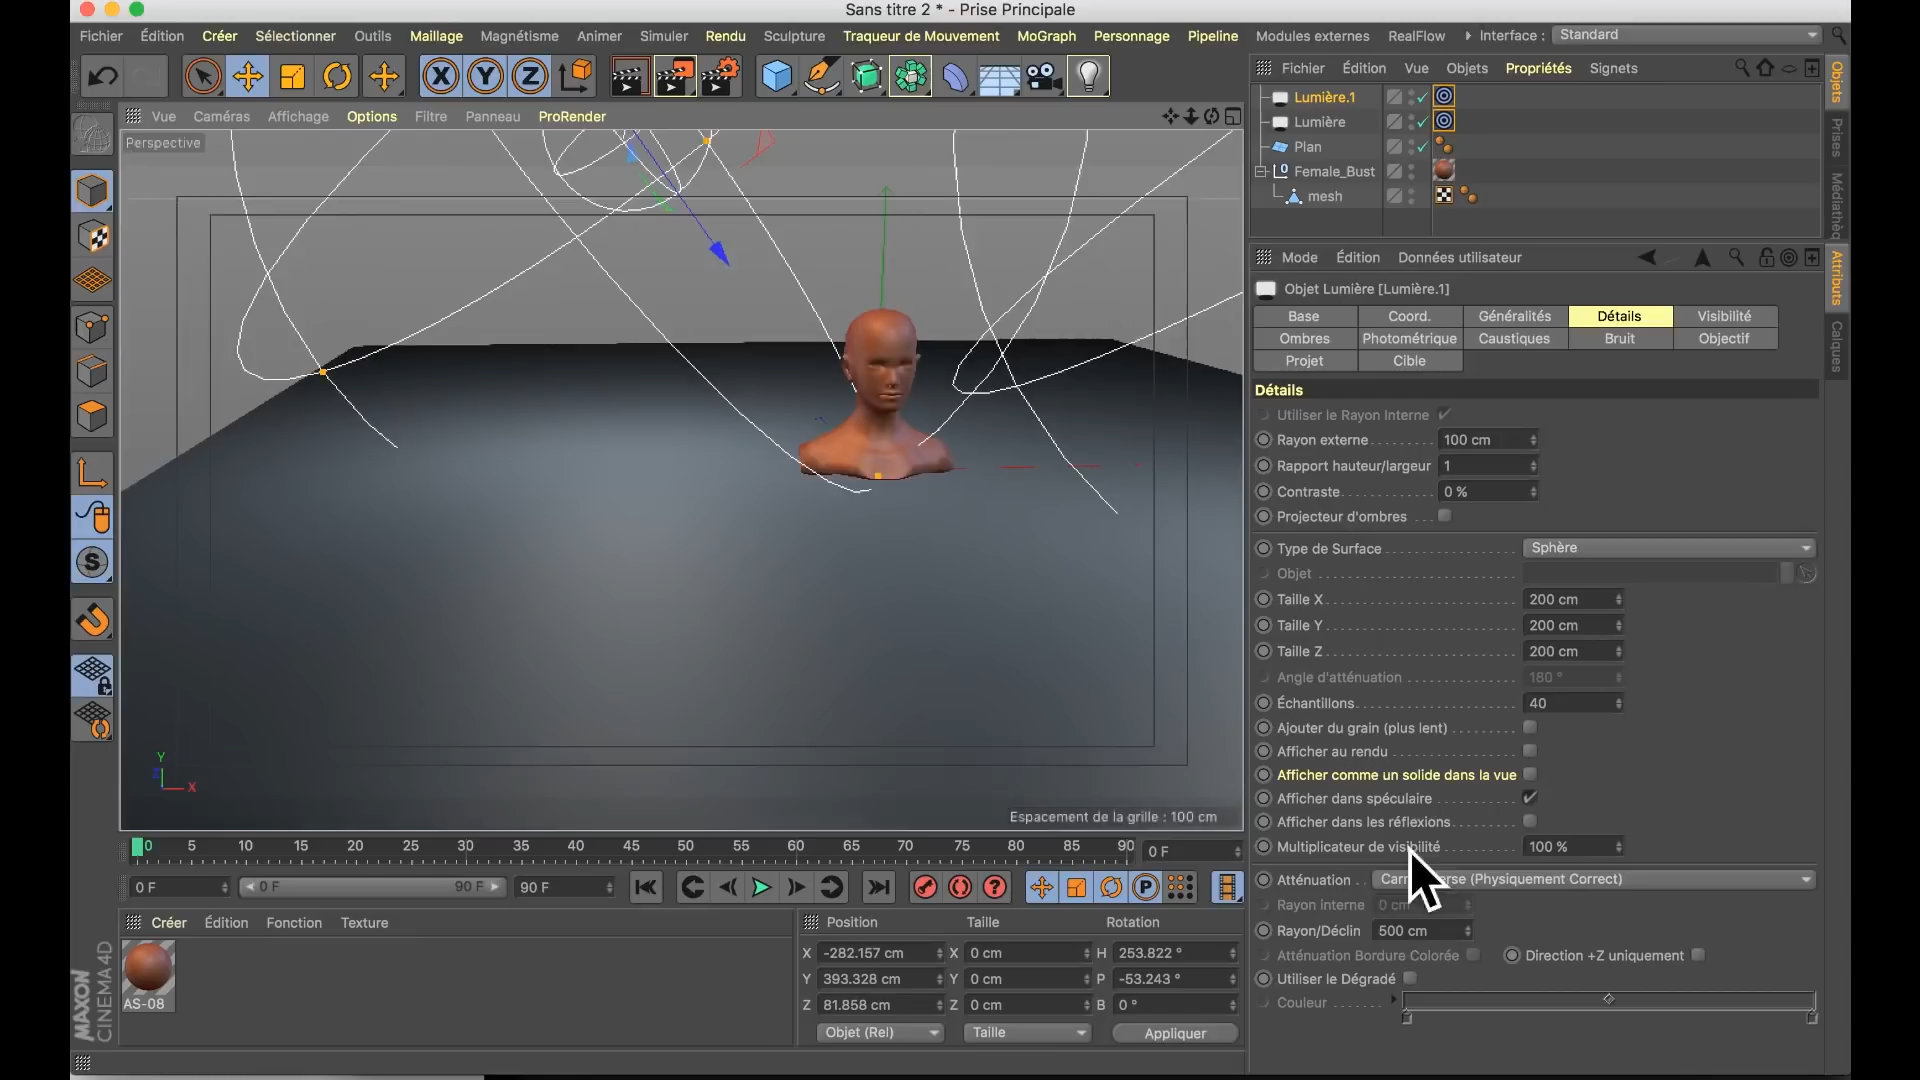 Sans titre 2 * - Prise Principale
Fichier Édition Créer Sélectionner Outils Maillage Magnétisme Animer Simuler Rendu Sculpture Traqueur de Mouvement MoGraph Personnage Pipeline Modules externes RealFlow Interface : Standard
X Y Z
Vue Caméras Affichage Options Filtre Panneau ProRender
Perspective
Y
Z
X
Espacement de la grille : 100 cm
S
0 5 10 15 20 25 30 35 40 45 50 55 60 65 70 75 80 85 90 0 F
0 F 0 F 90 F 90 F
P
Créer Édition Fonction Texture
AS-08
MAXON
CINEMA 4D
Position Taille Rotation
X -282.157 cm X 0 cm H 253.822 °
Y 393.328 cm Y 0 cm P -53.243 °
Z 81.858 cm Z 0 cm B 0 °
Objet (Rel) Taille Appliquer
Fichier Édition Vue Objets Propriétés Signets
Lumière.1
Lumière
Plan
Female_Bust
mesh
Objets
Prises
Attributs
Calques
Mode Édition Données utilisateur
Objet Lumière [Lumière.1]
Base Coord. Généralités Détails Visibilité
Ombres Photométrique Caustiques Bruit Objectif
Projet Cible
Détails
Utiliser le Rayon Interne
Rayon externe 100 cm
Rapport hauteur/largeur 1
Contraste 0 %
Projecteur d'ombres
Type de Surface Sphère
Objet
Taille X 200 cm
Taille Y 200 cm
Taille Z 200 cm
Angle d'atténuation 180 °
Échantillons 40
Ajouter du grain (plus lent)
Afficher au rendu
Afficher comme un solide dans la vue
Afficher dans spéculaire
Afficher dans les réflexions
Multiplicateur de visibilité 100 %
Atténuation (Physiquement Correct)
Rayon interne 0 cm
Rayon/Déclin 500 cm
Atténuation Bordure Colorée Direction +Z uniquement
Utiliser le Dégradé
Couleur